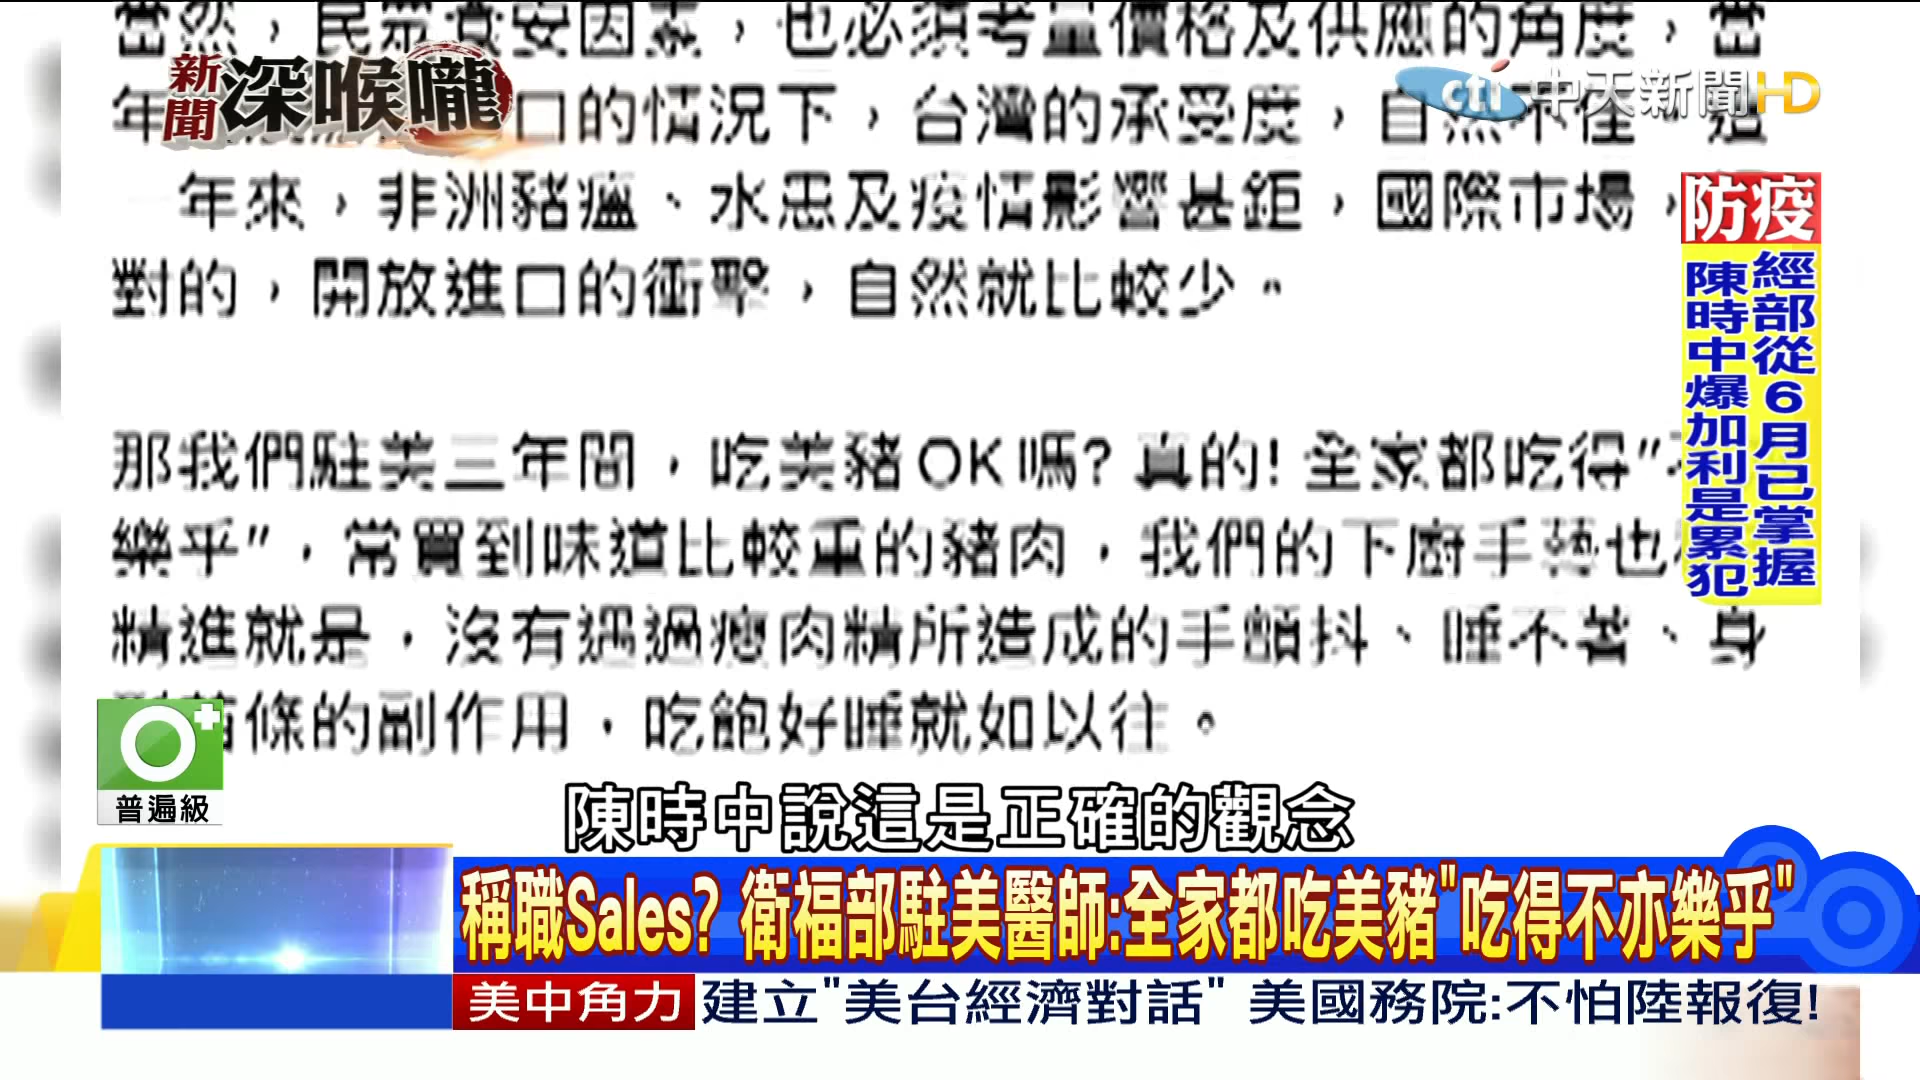 當然，民眾食安因素，也必須考量價格及供應的角度，當
年 口的情況下，台灣的承受度，自然不佳，這
一年來，非洲豬瘟、水患及疫情影響甚鉅，國際市場，
對的，開放進口的衝擊，自然就比較少。
那我們駐美三年間，吃美豬OK嗎？真的！全家都吃得"不
樂乎"，常買到味道比較重的豬肉，我們的下廚手藝也
精進就是，沒有遇過瘦肉精所造成的手顫抖、睡不著、身
苗條的副作用，吃飽好睡就如以往。
新聞深喉嚨
cti 中天新聞HD
防疫
經部從6月已掌握
陳時中爆加利是累犯
普遍級
陳時中說這是正確的觀念
稱職Sales? 衛福部駐美醫師:全家都吃美豬"吃得不亦樂乎"
美中角力 建立"美台經濟對話" 美國務院:不怕陸報復!